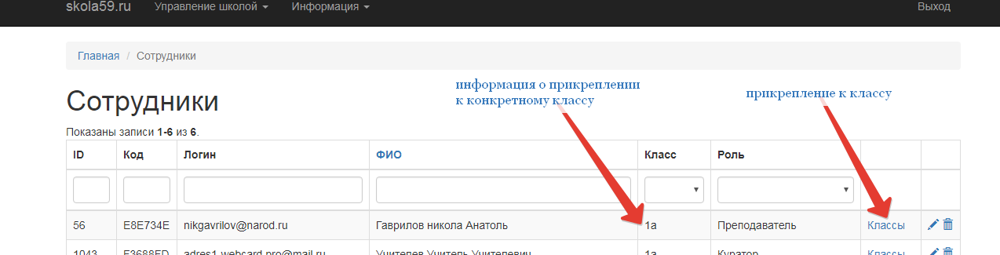 skola59.ru Управление школой Информация Выход
Главная / Сотрудники
информация о прикреплении
к конкретному классу
прикрепление к классу
Сотрудники
Показаны записи 1-6 из 6.
ID Код Логин ФИО Класс Роль
56 E8E734E nikgavrilov@narod.ru Гаврилов никола Анатоль 1а Преподаватель Классы
1043 F3688FD adres1.webcard.pro@mail.ru Учителев Учитель Учителевич 1а Куратор Классы